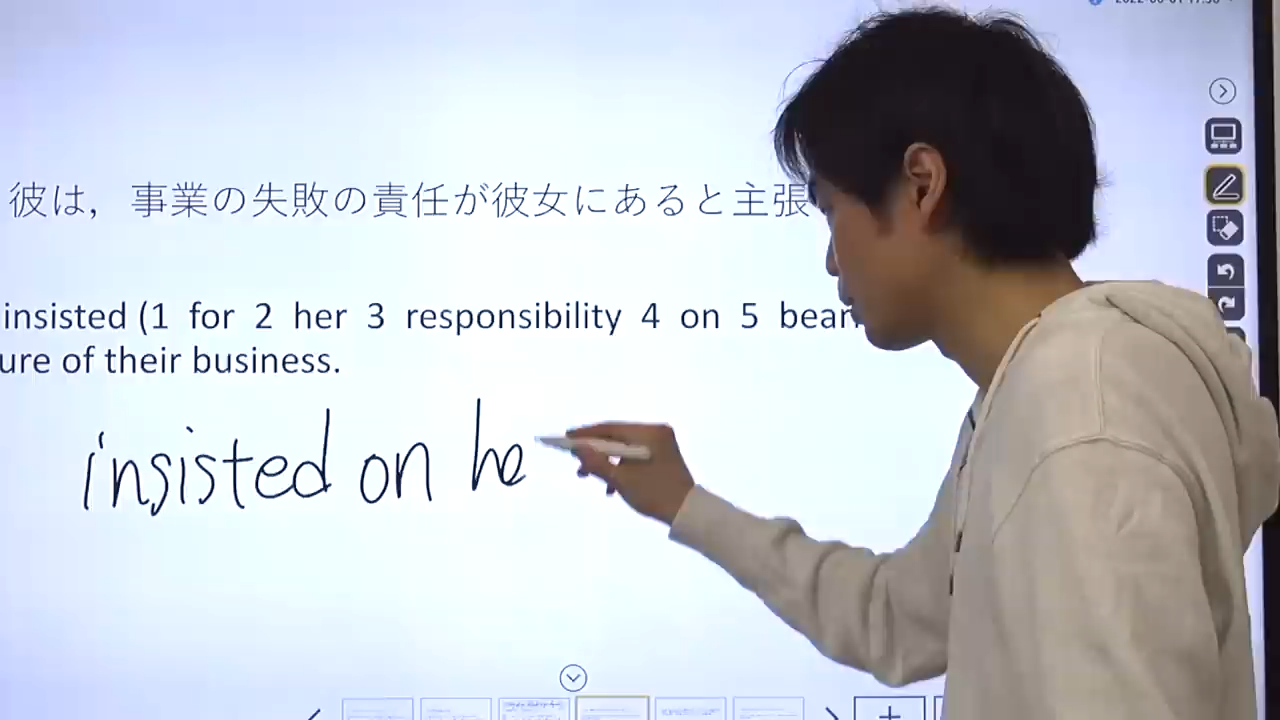 彼は，事業の失敗の責任が彼女にあると主張
insisted (1 for 2 her 3 responsibility 4 on 5 bear
ure of their business.
insisted on he